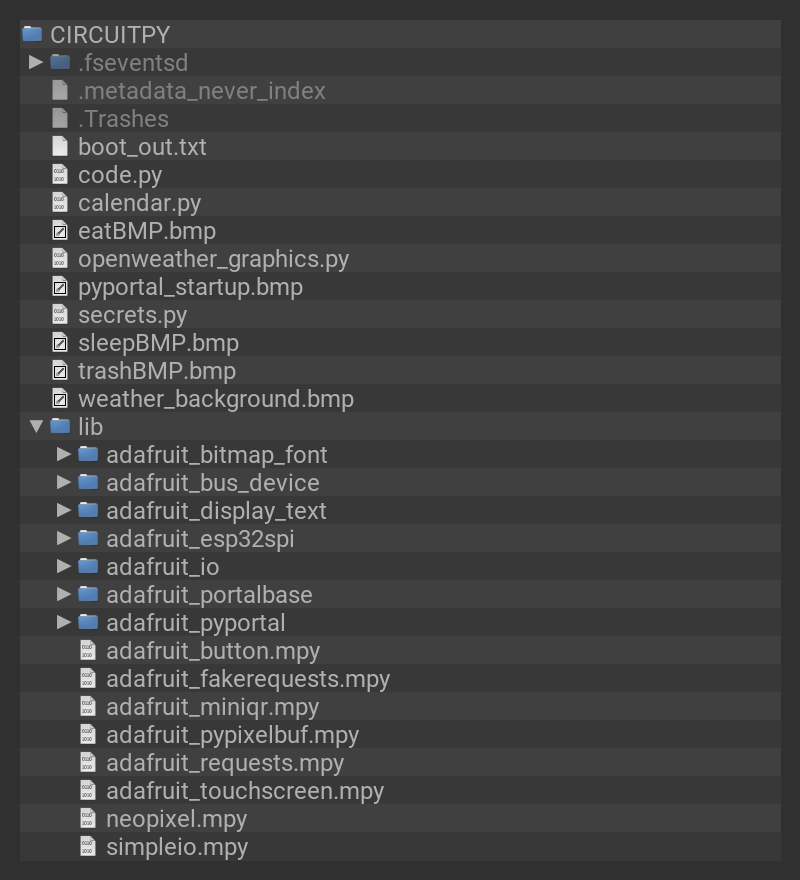 CIRCUITPY
.fseventsd
.metadata_never_index
.Trashes
boot_out.txt
code.py
calendar.py
eatBMP.bmp
openweather_graphics.py
pyportal_startup.bmp
secrets.py
sleepBMP.bmp
trashBMP.bmp
weather_background.bmp
lib
adafruit_bitmap_font
adafruit_bus_device
adafruit_display_text
adafruit_esp32spi
adafruit_io
adafruit_portalbase
adafruit_pyportal
adafruit_button.mpy
adafruit_fakerequests.mpy
adafruit_miniqr.mpy
adafruit_pypixelbuf.mpy
adafruit_requests.mpy
adafruit_touchscreen.mpy
neopixel.mpy
simpleio.mpy